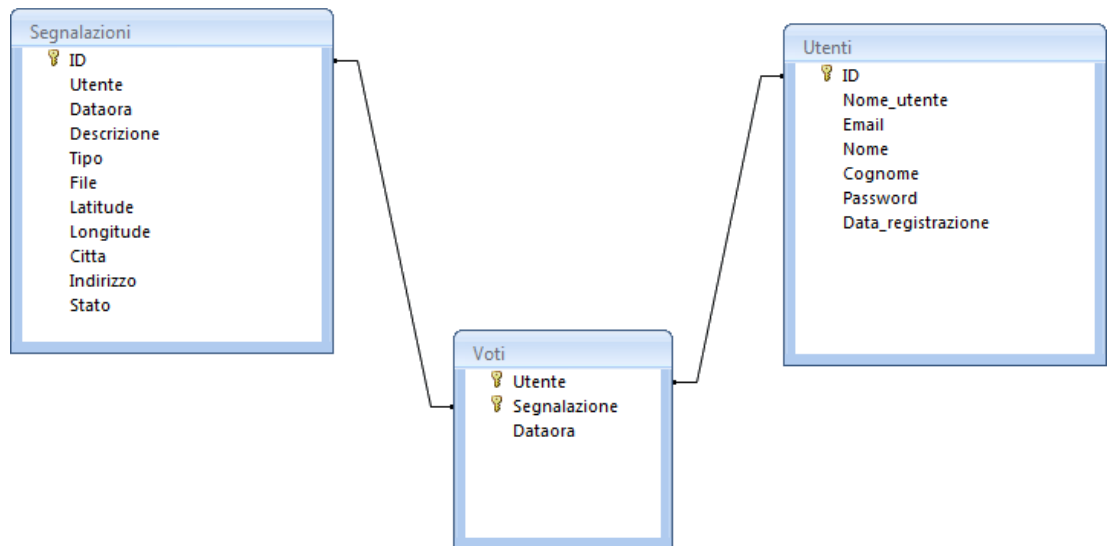 Segnalazioni
ID
Utente
Dataora
Descrizione
Tipo
File
Latitude
Longitude
Citta
Indirizzo
Stato
Utenti
ID
Nome_utente
Email
Nome
Cognome
Password
Data_registrazione
Voti
Utente
Segnalazione
Dataora